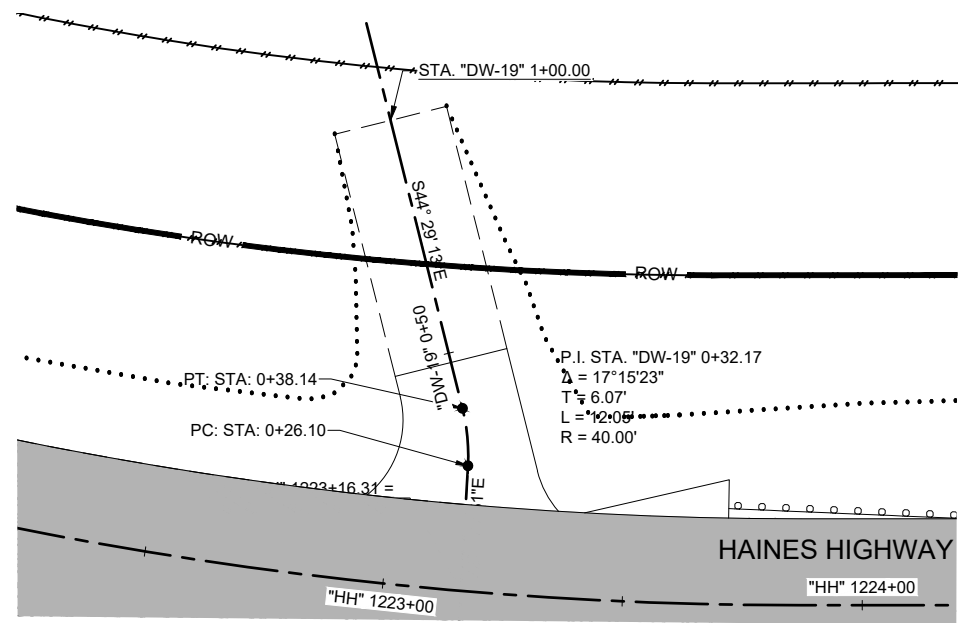 STA. "DW-19" 1+00.00
S44° 29' 13"E
ROW
ROW
"DW-19" 0+50
P.I. STA. "DW-19" 0+32.17
Δ = 17°15'23"
T = 6.07'
L = 12.05'
R = 40.00'
PT: STA: 0+38.14
PC: STA: 0+26.10
" 1223+16.31 =
1"E
HAINES HIGHWAY
"HH" 1223+00
"HH" 1224+00